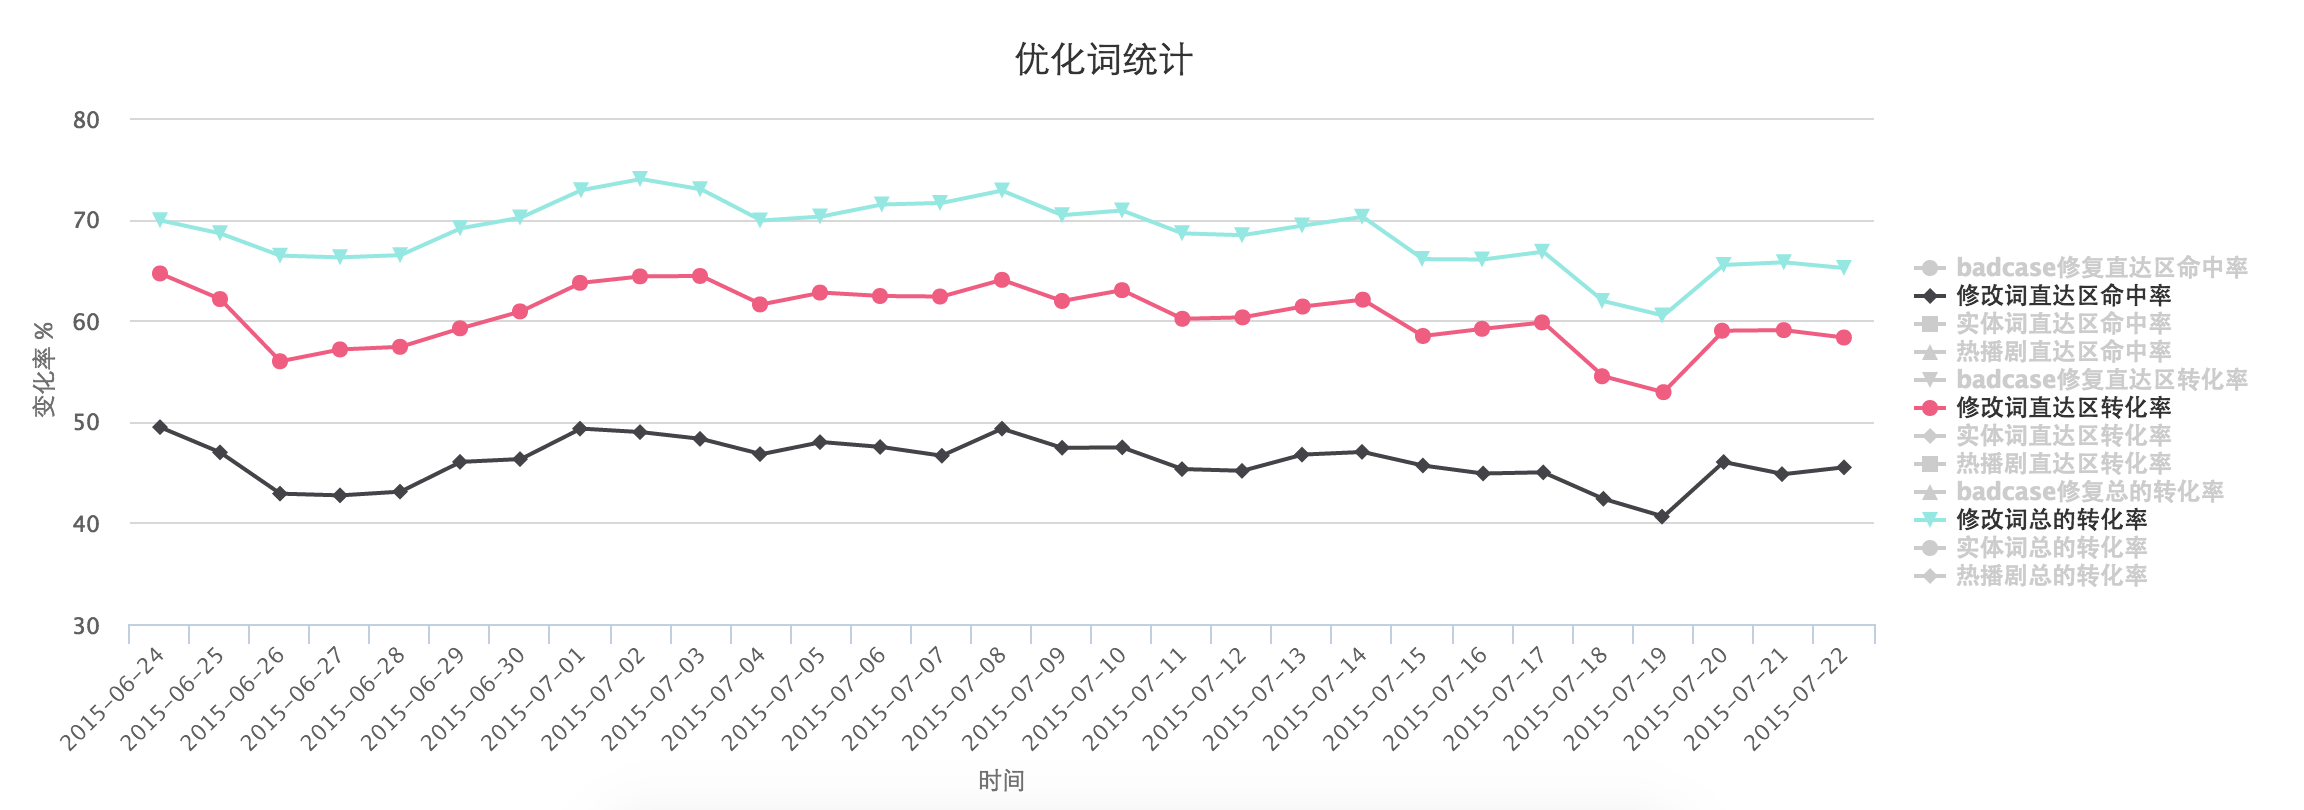 优化词统计
80
70
60
50
40
30
变化率 %
2015-06-24
2015-06-25
2015-06-26
2015-06-27
2015-06-28
2015-06-29
2015-06-30
2015-07-01
2015-07-02
2015-07-03
2015-07-04
2015-07-05
2015-07-06
2015-07-07
2015-07-08
2015-07-09
2015-07-10
2015-07-11
2015-07-12
2015-07-13
2015-07-14
2015-07-15
2015-07-16
2015-07-17
2015-07-18
2015-07-19
2015-07-20
2015-07-21
2015-07-22
时间
badcase修复直达区命中率
修改词直达区命中率
实体词直达区命中率
热播剧直达区命中率
badcase修复直达区转化率
修改词直达区转化率
实体词直达区转化率
热播剧直达区转化率
badcase修复总的转化率
修改词总的转化率
实体词总的转化率
热播剧总的转化率